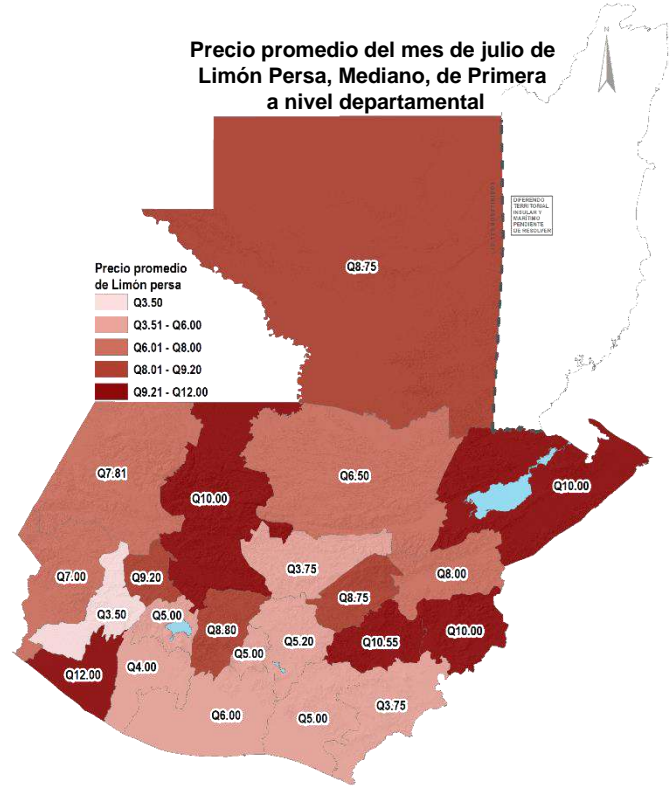 Precio promedio del mes de julio de
Limón Persa, Mediano, de Primera
a nivel departamental
N
DIFERENDO
TERRITORIAL
INSULAR Y
MARÍTIMO
PENDIENTE
DE RESOLVER
Q8.75
Precio promedio
de Limón persa
Q3.50
Q3.51 - Q6.00
Q6.01 - Q8.00
Q8.01 - Q9.20
Q9.21 - Q12.00
Q7.81
Q10.00
Q6.50
Q10.00
Q7.00
Q9.20
Q3.75
Q8.00
Q3.50
Q5.00
Q8.80
Q8.75
Q5.20
Q5.00
Q10.55
Q10.00
Q12.00
Q4.00
Q6.00
Q5.00
Q3.75